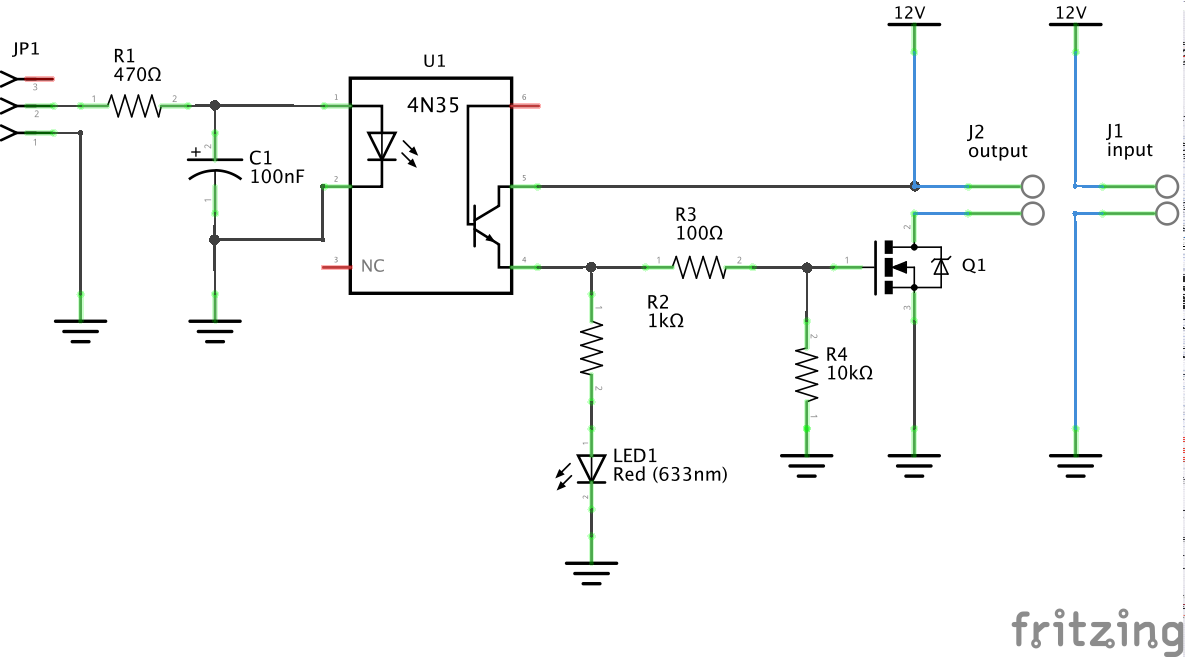 12V
12V
JP1
R1
470Ω
U1
3
2
1
1
2
1
6
4N35
J2
output
J1
input
+
2
C1
100nF
1
2
5
R3
100Ω
3
NC
4
1
2
1
2
Q1
3
1
R2
1kΩ
2
R4
10kΩ
2
1
1
LED1
Red (633nm)
2
fritzing